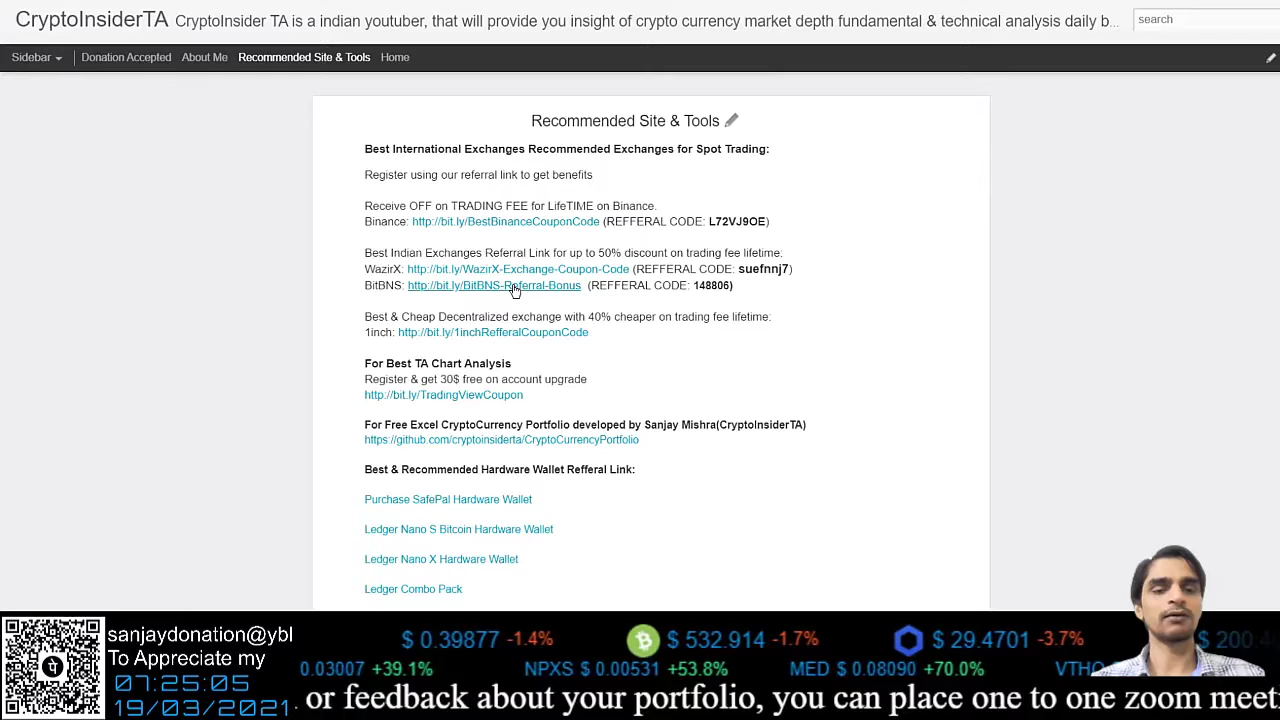 CryptoInsiderTA CryptoInsider TA is a indian youtuber, that will provide you insight of crypto currency market depth fundamental & technical analysis daily b...
search
Sidebar Donation Accepted About Me Recommended Site & Tools Home
Recommended Site & Tools
Best International Exchanges Recommended Exchanges for Spot Trading:
Register using our referral link to get benefits
Receive OFF on TRADING FEE for LifeTIME on Binance.
Binance: http://bit.ly/BestBinanceCouponCode (REFFERAL CODE: L72VJ9OE)
Best Indian Exchanges Referral Link for up to 50% discount on trading fee lifetime:
WazirX: http://bit.ly/WazirX-Exchange-Coupon-Code (REFFERAL CODE: suefnnj7)
BitBNS: http://bit.ly/BitBNS-Referral-Bonus (REFFERAL CODE: 148806)
Best & Cheap Decentralized exchange with 40% cheaper on trading fee lifetime:
1inch: http://bit.ly/1inchRefferalCouponCode
For Best TA Chart Analysis
Register & get 30$ free on account upgrade
http://bit.ly/TradingViewCoupon
For Free Excel CryptoCurrency Portfolio developed by Sanjay Mishra(CryptoInsiderTA)
https://github.com/cryptoinsiderta/CryptoCurrencyPortfolio
Best & Recommended Hardware Wallet Refferal Link:
Purchase SafePal Hardware Wallet
Ledger Nano S Bitcoin Hardware Wallet
Ledger Nano X Hardware Wallet
Ledger Combo Pack
sanjaydonation@ybl
To Appreciate my
07:25:05
19/03/2021
$ 0.39877 -1.4% $ 532.914 -1.7% $ 29.4701 -3.7% $ 200.4
0.03007 +39.1% NPXS $ 0.00531 +53.8% MED $ 0.08090 +70.0% VTHO
or feedback about your portfolio, you can place one to one zoom meet